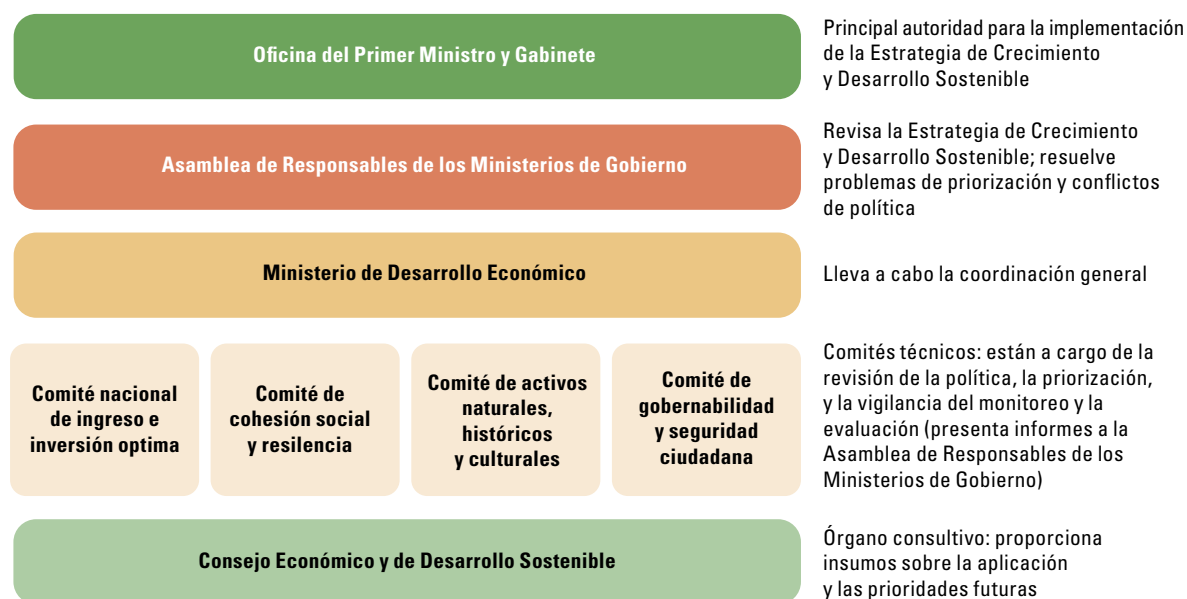 Oficina del Primer Ministro y Gabinete
Principal autoridad para la implementación
de la Estrategia de Crecimiento
y Desarrollo Sostenible
Asamblea de Responsables de los Ministerios de Gobierno
Revisa la Estrategia de Crecimiento
y Desarrollo Sostenible; resuelve
problemas de priorización y conflictos
de política
Ministerio de Desarrollo Económico
Lleva a cabo la coordinación general
Comité nacional
de ingreso e
inversión optima
Comité de
cohesión social
y resilencia
Comité de activos
naturales,
históricos
y culturales
Comité de
gobernabilidad
y seguridad
ciudadana
Comités técnicos: están a cargo de la
revisión de la política, la priorización,
y la vigilancia del monitoreo y la
evaluación (presenta informes a la
Asamblea de Responsables de los
Ministerios de Gobierno)
Consejo Económico y de Desarrollo Sostenible
Órgano consultivo: proporciona
insumos sobre la aplicación
y las prioridades futuras